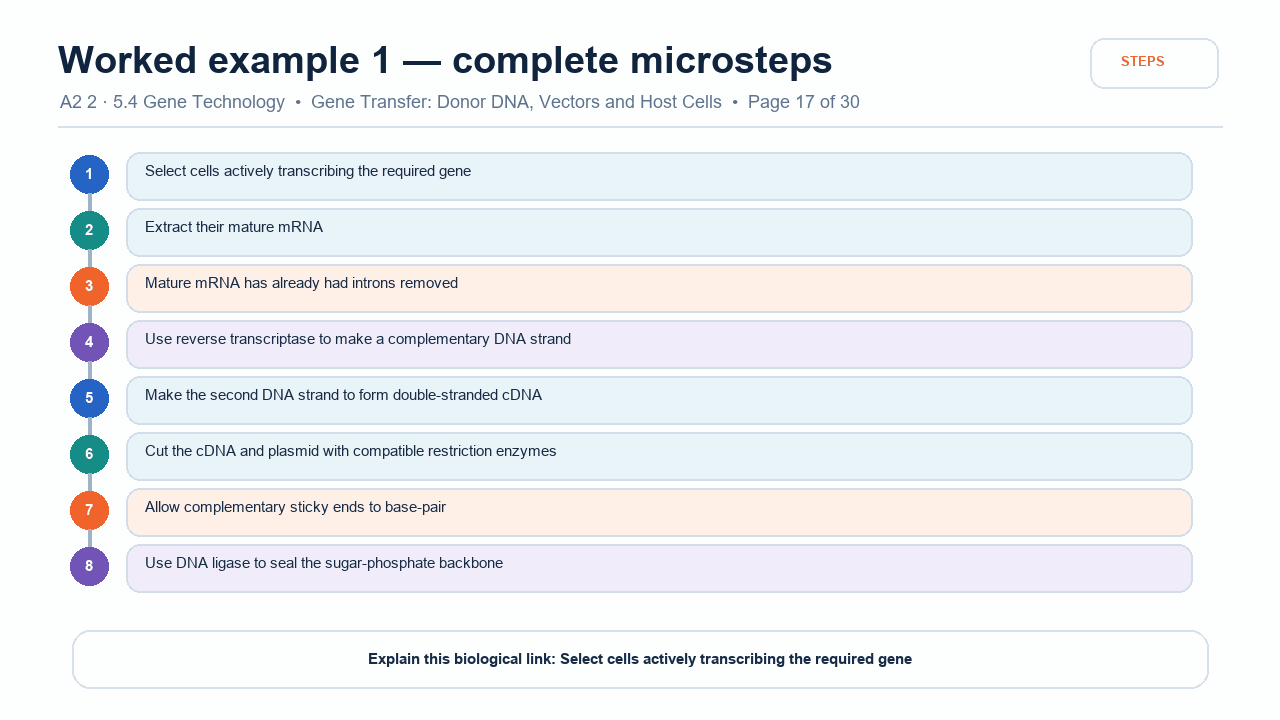 Worked example 1 — complete microsteps
STEPS
A2 2 · 5.4 Gene Technology • Gene Transfer: Donor DNA, Vectors and Host Cells • Page 17 of 30
1 Select cells actively transcribing the required gene
2 Extract their mature mRNA
3 Mature mRNA has already had introns removed
4 Use reverse transcriptase to make a complementary DNA strand
5 Make the second DNA strand to form double-stranded cDNA
6 Cut the cDNA and plasmid with compatible restriction enzymes
7 Allow complementary sticky ends to base-pair
8 Use DNA ligase to seal the sugar-phosphate backbone
Explain this biological link: Select cells actively transcribing the required gene